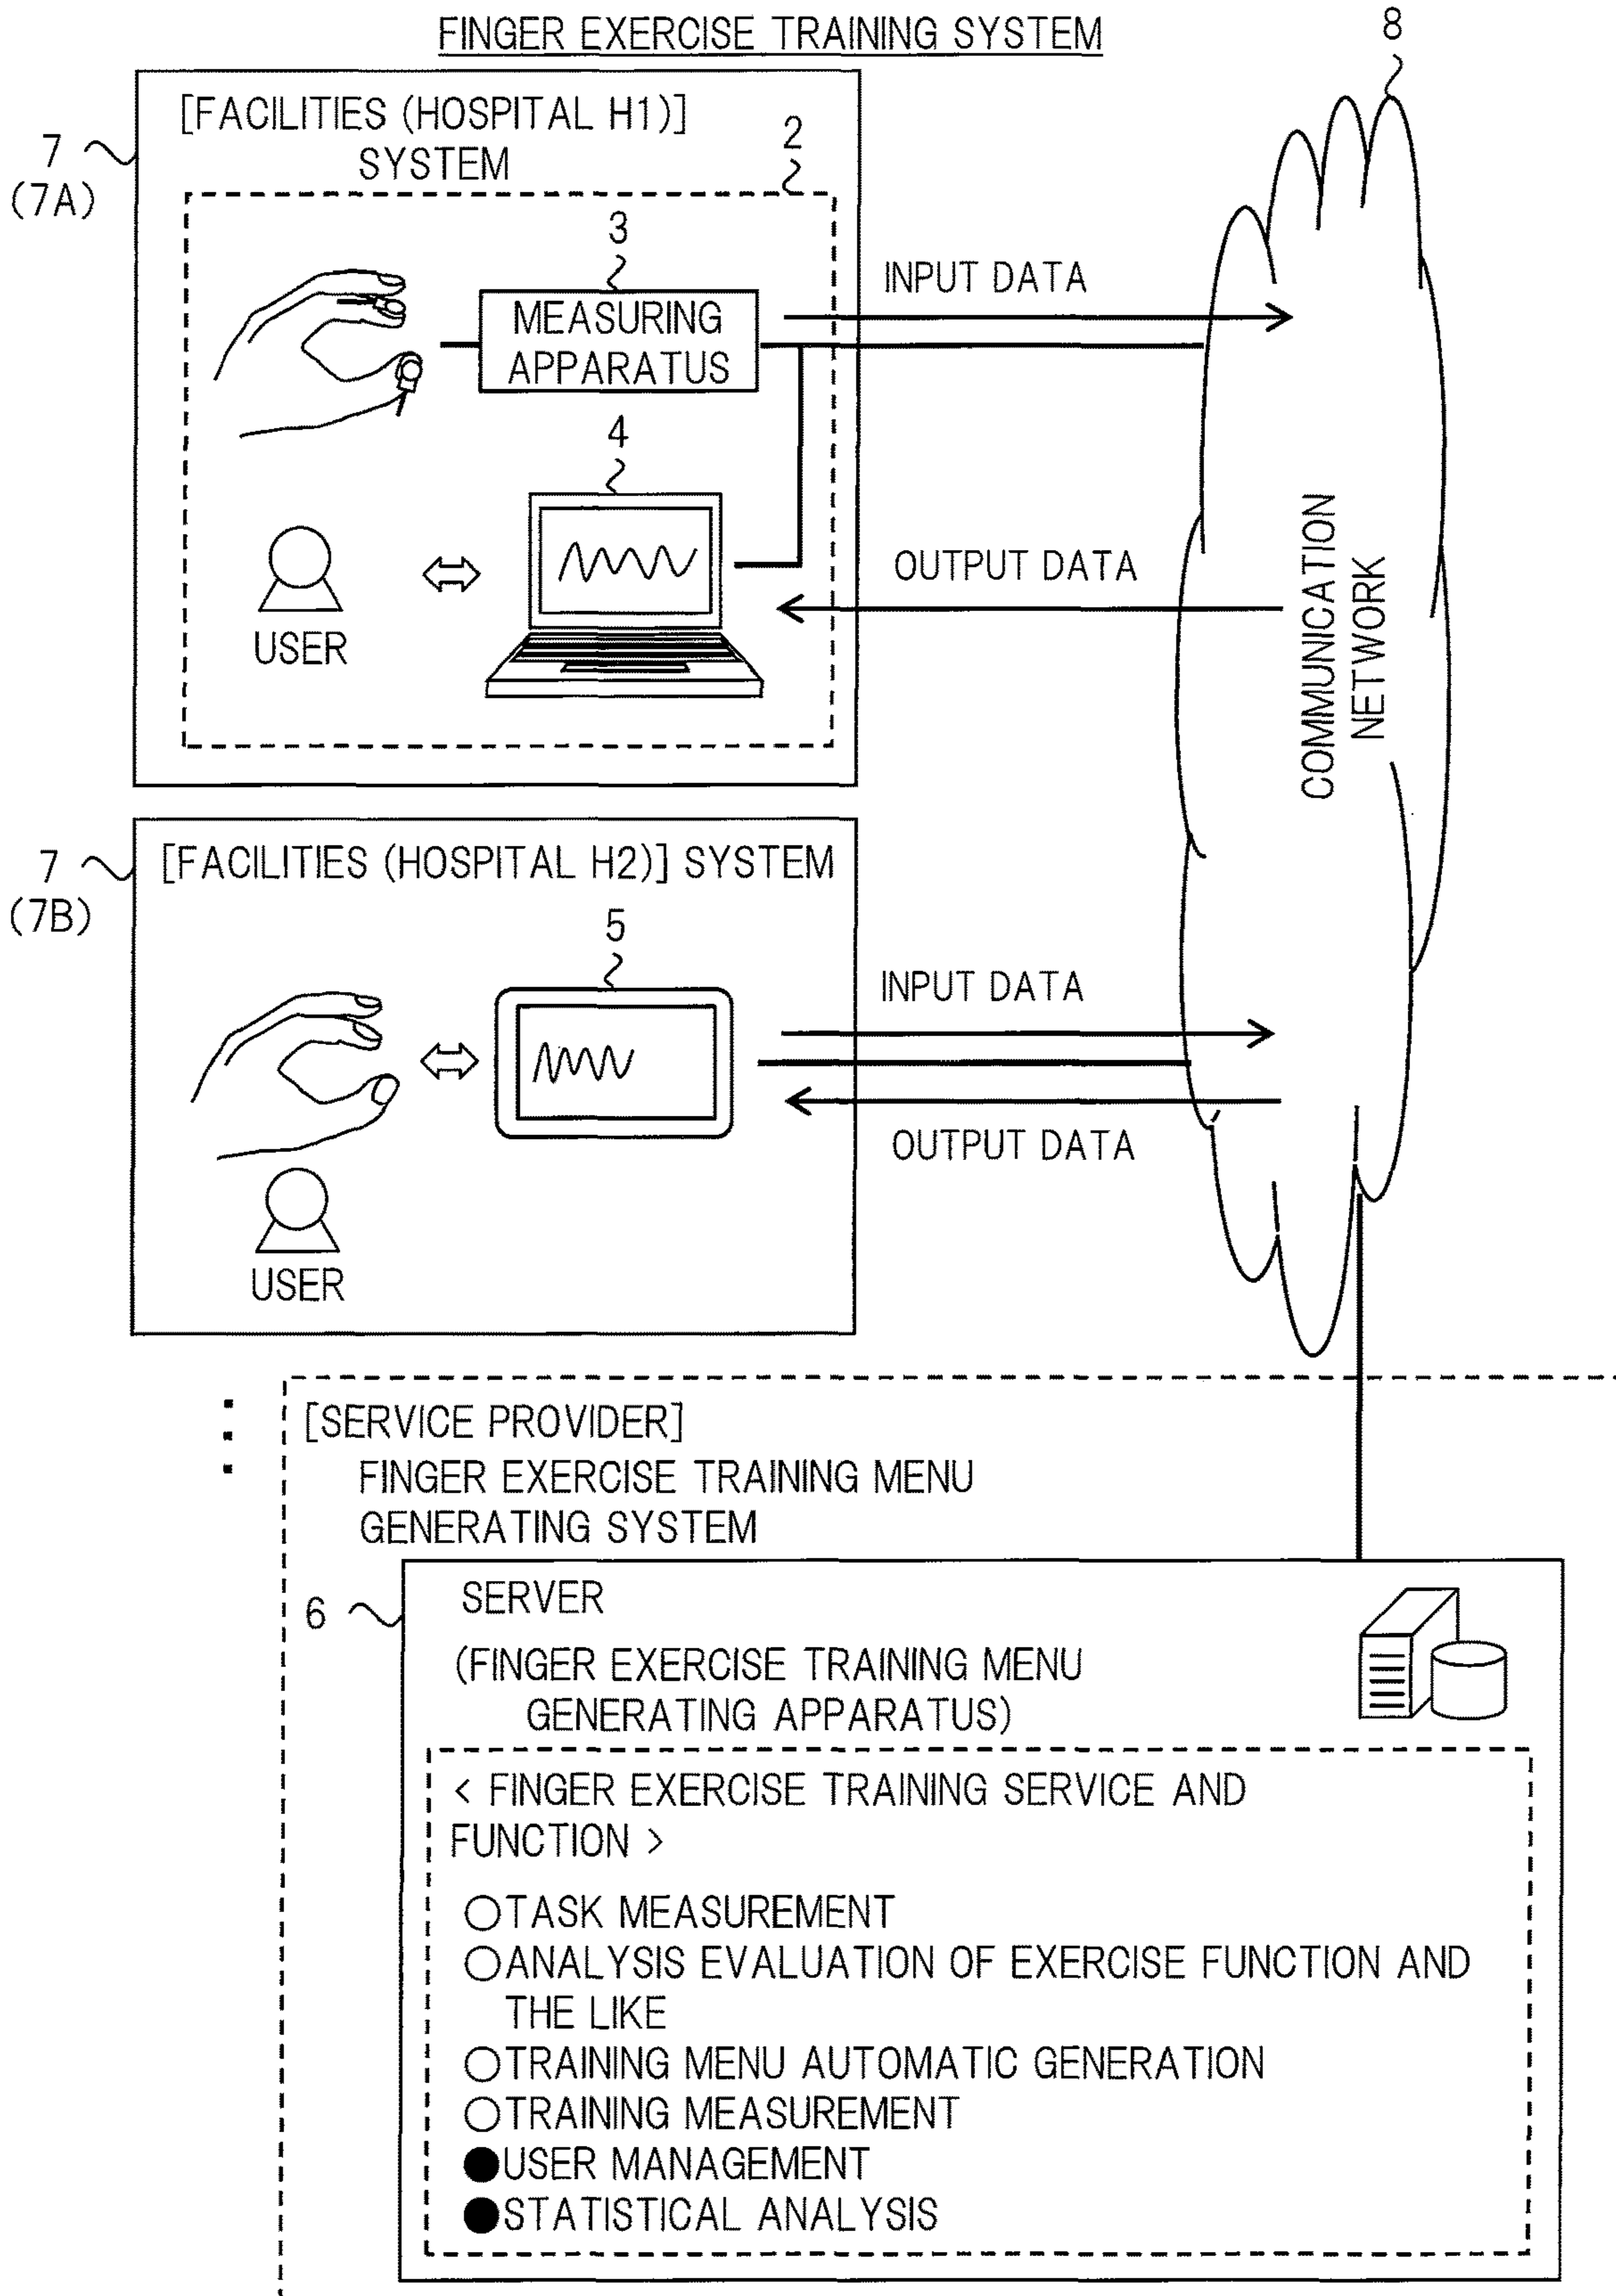 FINGER EXERCISE TRAINING SYSTEM
8
[FACILITIES (HOSPITAL H1)]
SYSTEM
7
(7A)
2
3
MEASURING
APPARATUS
INPUT DATA
4
USER
OUTPUT DATA
COMMUNICATION
NETWORK
7
(7B)
[FACILITIES (HOSPITAL H2)] SYSTEM
5
INPUT DATA
OUTPUT DATA
USER
[SERVICE PROVIDER]
FINGER EXERCISE TRAINING MENU
GENERATING SYSTEM
6
SERVER
(FINGER EXERCISE TRAINING MENU
GENERATING APPARATUS)
< FINGER EXERCISE TRAINING SERVICE AND
FUNCTION >
○TASK MEASUREMENT
○ANALYSIS EVALUATION OF EXERCISE FUNCTION AND
THE LIKE
○TRAINING MENU AUTOMATIC GENERATION
○TRAINING MEASUREMENT
●USER MANAGEMENT
●STATISTICAL ANALYSIS